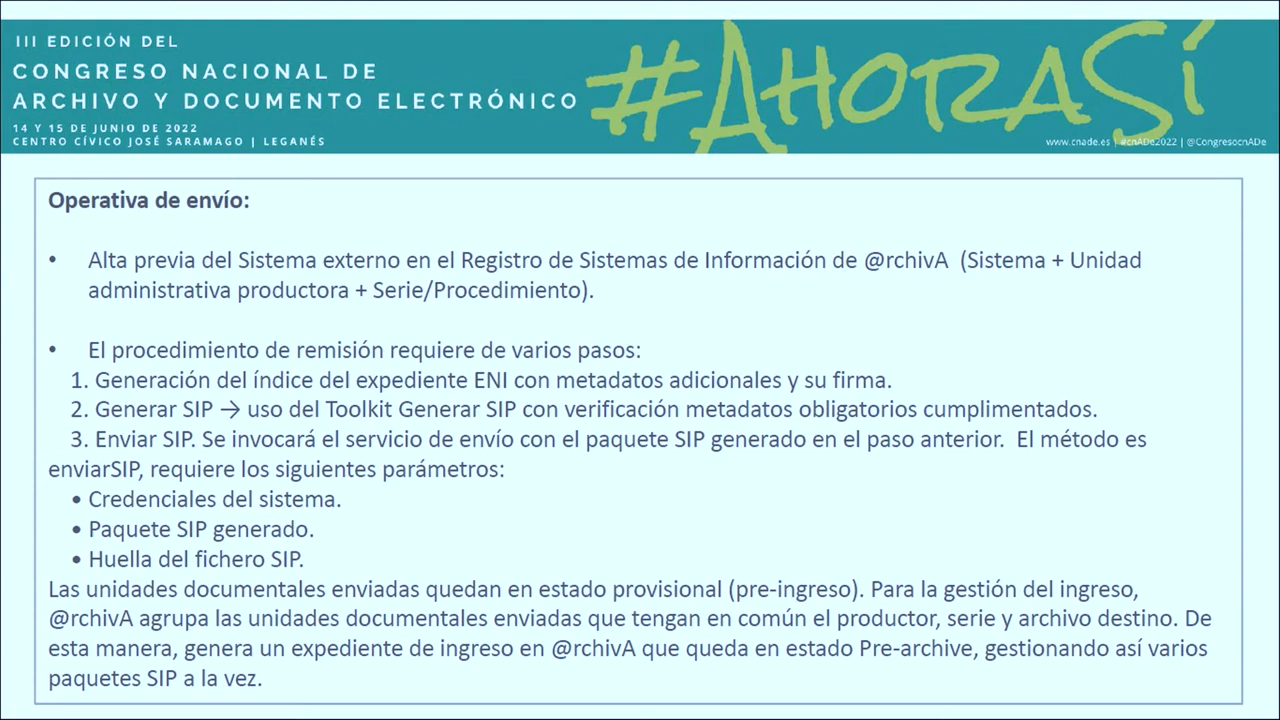 III EDICIÓN DEL
CONGRESO NACIONAL DE
ARCHIVO Y DOCUMENTO ELECTRÓNICO
14 Y 15 DE JUNIO DE 2022
CENTRO CÍVICO JOSÉ SARAMAGO | LEGANÉS
#AHORASÍ
www.cnade.es | #cnADe2022 | @CongresocnADe
Operativa de envío:
• Alta previa del Sistema externo en el Registro de Sistemas de Información de @rchivA (Sistema + Unidad
administrativa productora + Serie/Procedimiento).
• El procedimiento de remisión requiere de varios pasos:
1. Generación del índice del expediente ENI con metadatos adicionales y su firma.
2. Generar SIP → uso del Toolkit Generar SIP con verificación metadatos obligatorios cumplimentados.
3. Enviar SIP. Se invocará el servicio de envío con el paquete SIP generado en el paso anterior. El método es
enviarSIP, requiere los siguientes parámetros:
• Credenciales del sistema.
• Paquete SIP generado.
• Huella del fichero SIP.
Las unidades documentales enviadas quedan en estado provisional (pre-ingreso). Para la gestión del ingreso,
@rchivA agrupa las unidades documentales enviadas que tengan en común el productor, serie y archivo destino. De
esta manera, genera un expediente de ingreso en @rchivA que queda en estado Pre-archive, gestionando así varios
paquetes SIP a la vez.